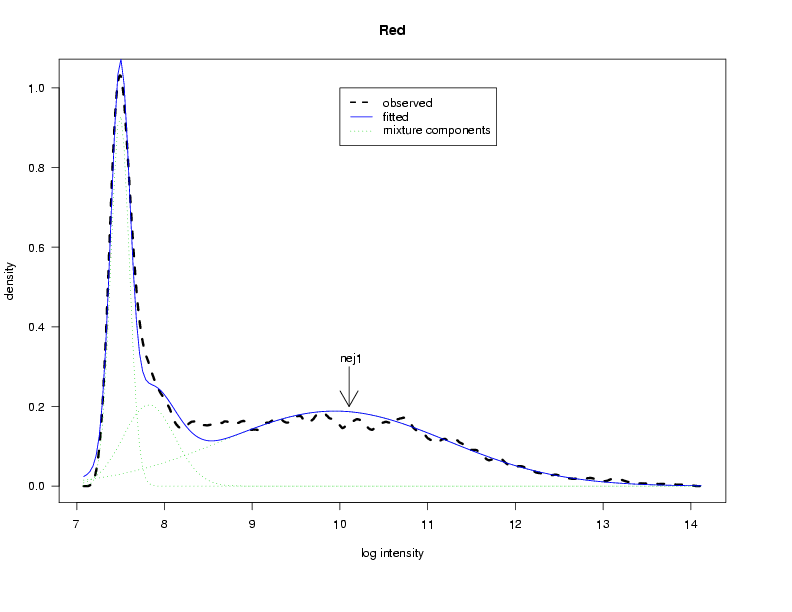 Red
1.0
0.8
0.6
0.4
0.2
0.0
density
observed
fitted
mixture components
nej1
7 8 9 10 11 12 13 14
log intensity